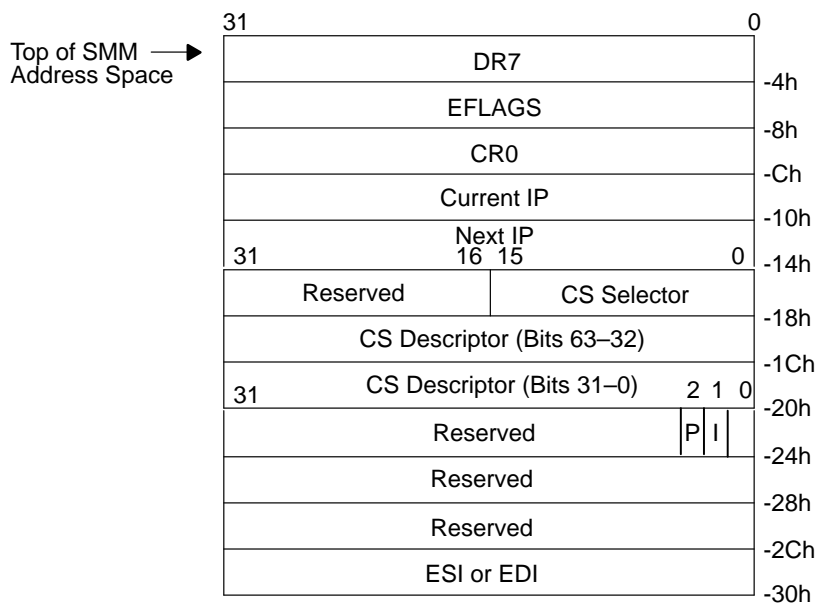 31 0
Top of SMM
Address Space
DR7
-4h
EFLAGS
-8h
CR0
-Ch
Current IP
-10h
Next IP
31 16 15 0
-14h
Reserved CS Selector
-18h
CS Descriptor (Bits 63–32)
-1Ch
CS Descriptor (Bits 31–0)
31 2 1 0
-20h
Reserved P I
-24h
Reserved
-28h
Reserved
-2Ch
ESI or EDI
-30h